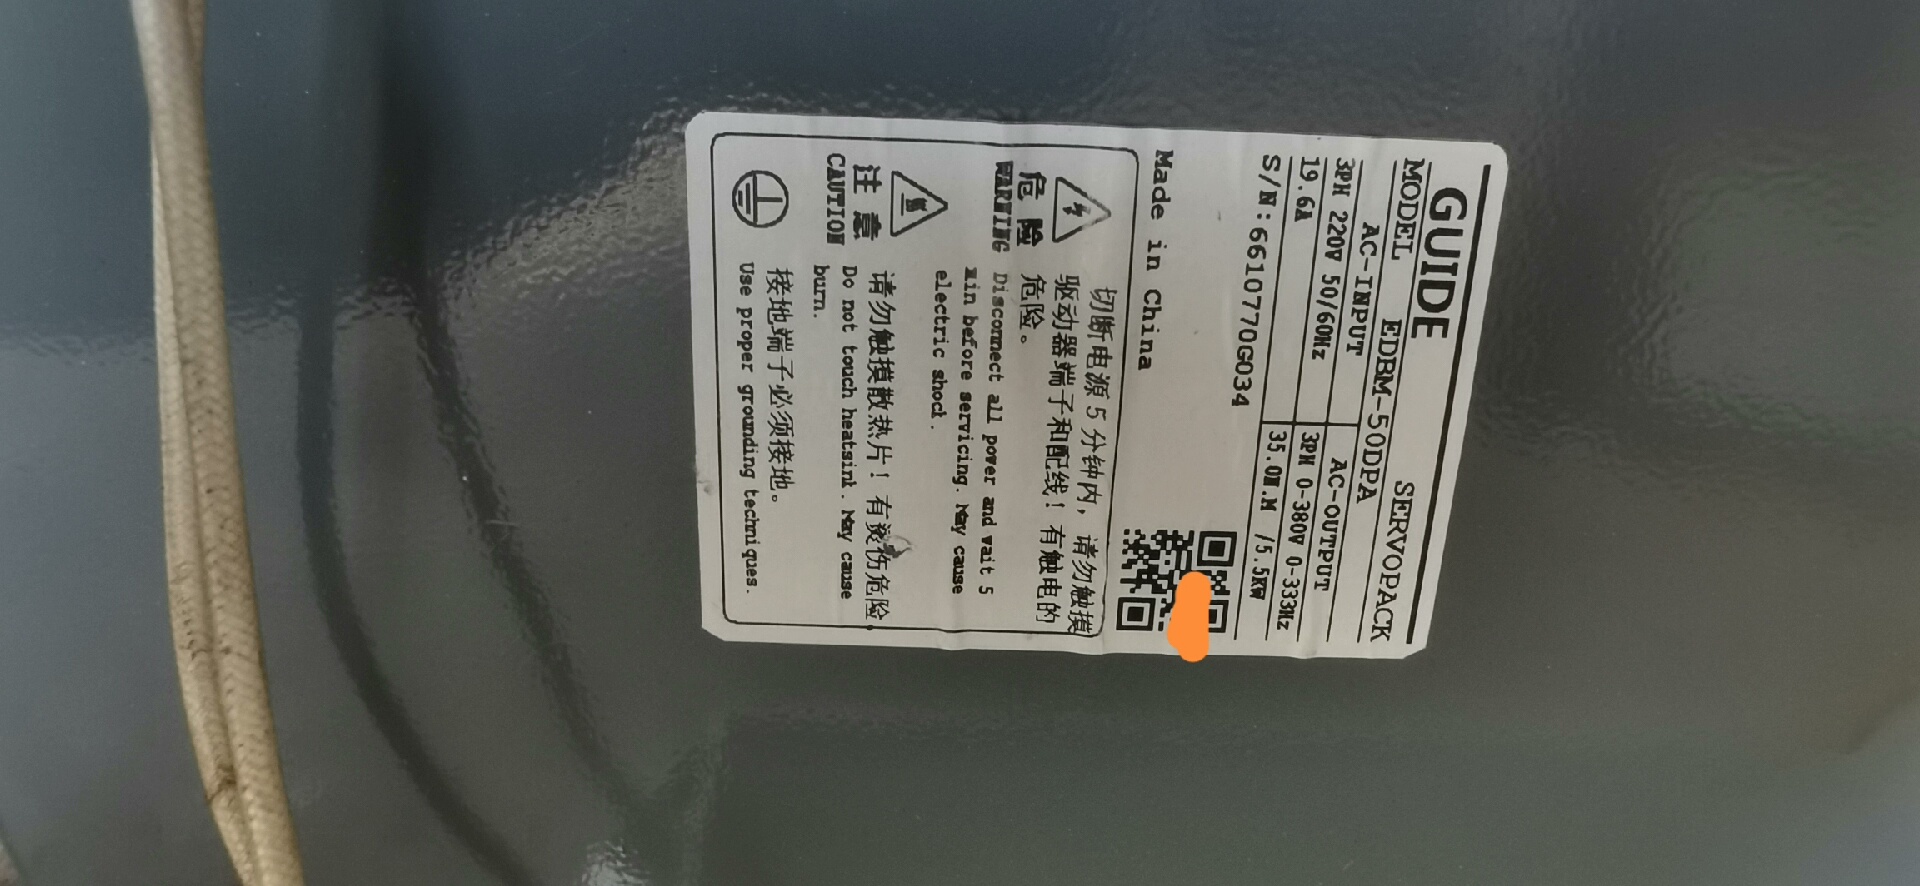 GUIDE
MODEL EDBM-50DPA SERVOPACK
AC-INPUT AC-OUTPUT
3PH 220V 50/60Hz 3PH 0-380V 0-333Hz
19.6A 35.0N.M /5.5KW
S/N:6610770G034
Made in China
危险
WARNING
切断电源5分钟内，请勿触摸
驱动器端子和配线！有触电的
危险。
Disconnect all power and wait 5
min before servicing. May cause
electric shock.
注意
CAUTION
请勿触摸散热片！有烫伤危险。
Do not touch heatsink. May cause
burn.
接地端子必须接地。
Use proper grounding techniques.